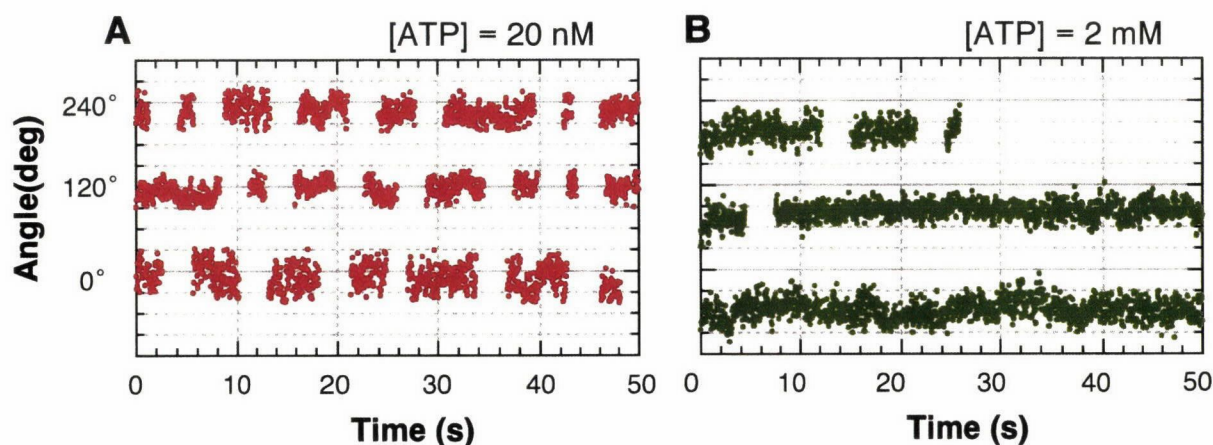 A
[ATP] = 20 nM
B
[ATP] = 2 mM
Angle(deg)
240°
120°
0°
0 10 20 30 40 50
0 10 20 30 40 50
Time (s)
Time (s)